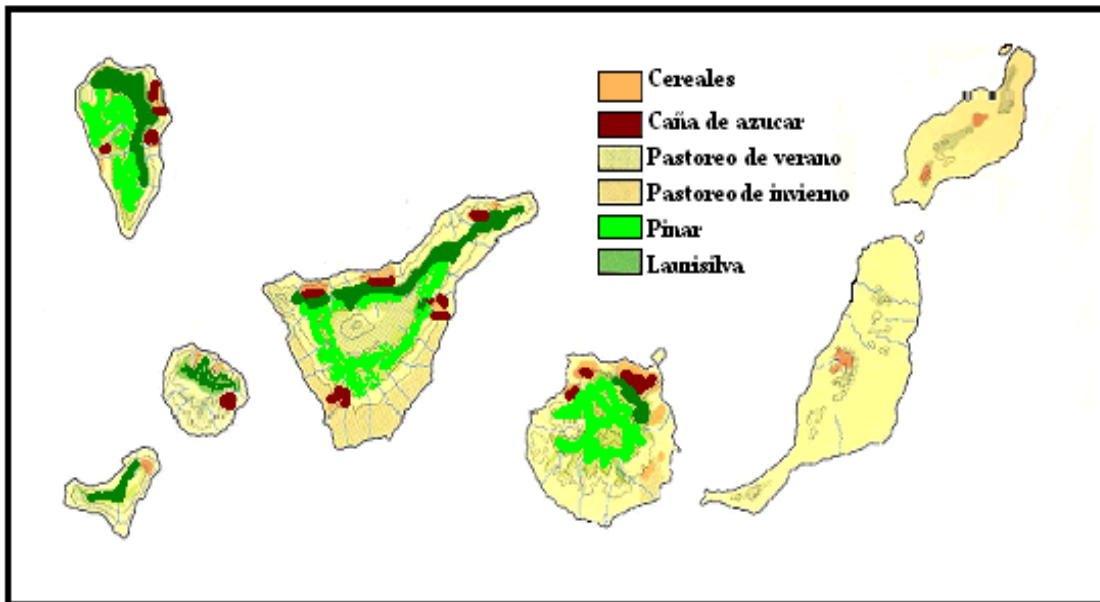 Cereales
Caña de azucar
Pastoreo de verano
Pastoreo de invierno
Pinar
Laurisilva